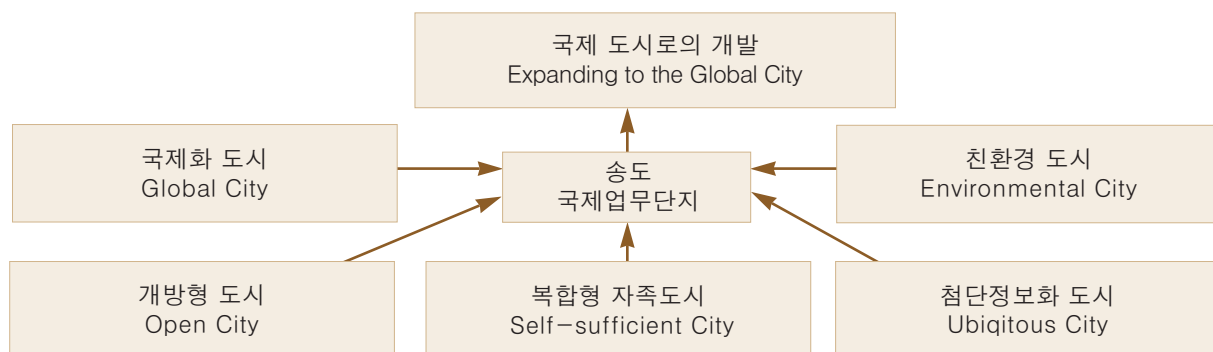 국제 도시로의 개발
Expanding to the Global City
국제화 도시
Global City
송도
국제업무단지
친환경 도시
Environmental City
개방형 도시
Open City
복합형 자족도시
Self-sufficient City
첨단정보화 도시
Ubiqitous City